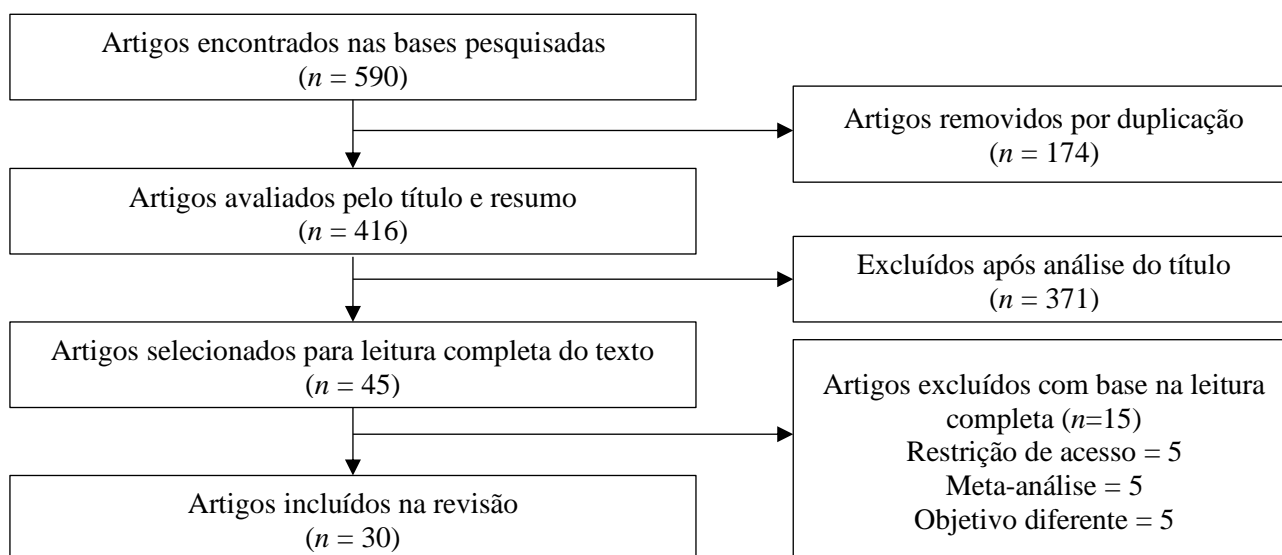 Artigos encontrados nas bases pesquisadas
(n = 590)
Artigos removidos por duplicação
(n = 174)
Artigos avaliados pelo título e resumo
(n = 416)
Excluídos após análise do título
(n = 371)
Artigos selecionados para leitura completa do texto
(n = 45)
Artigos excluídos com base na leitura
completa (n=15)
Restrição de acesso = 5
Meta-análise = 5
Objetivo diferente = 5
Artigos incluídos na revisão
(n = 30)